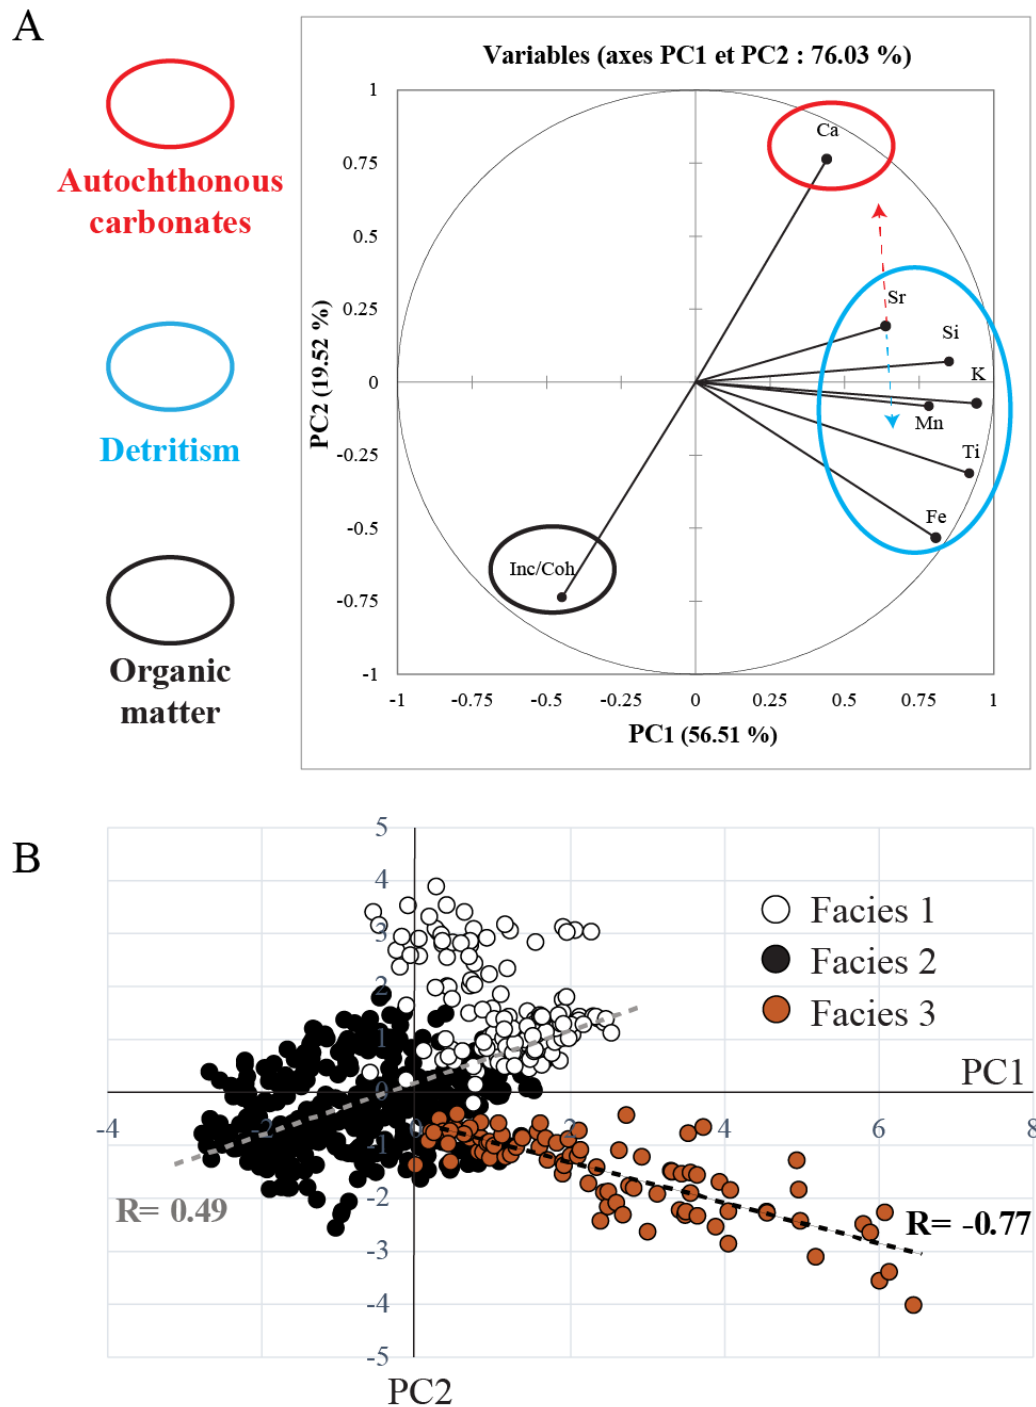 A
Autochthonous
carbonates
Detritism
Organic
matter
Variables (axes PC1 et PC2 : 76.03 %)
PC2 (19.52 %)
1
0.75
0.5
0.25
0
-0.25
-0.5
-0.75
-1
Ca
Sr
Si
K
Mn
Ti
Fe
Inc/Coh
-1 -0.75 -0.5 -0.25 0 0.25 0.5 0.75 1
PC1 (56.51 %)
B
5
4
3
2
1
0
-1
-2
-3
-4
-5
Facies 1
Facies 2
Facies 3
PC1
-4 -2 0 2 4 6 8
R= 0.49
R= -0.77
PC2